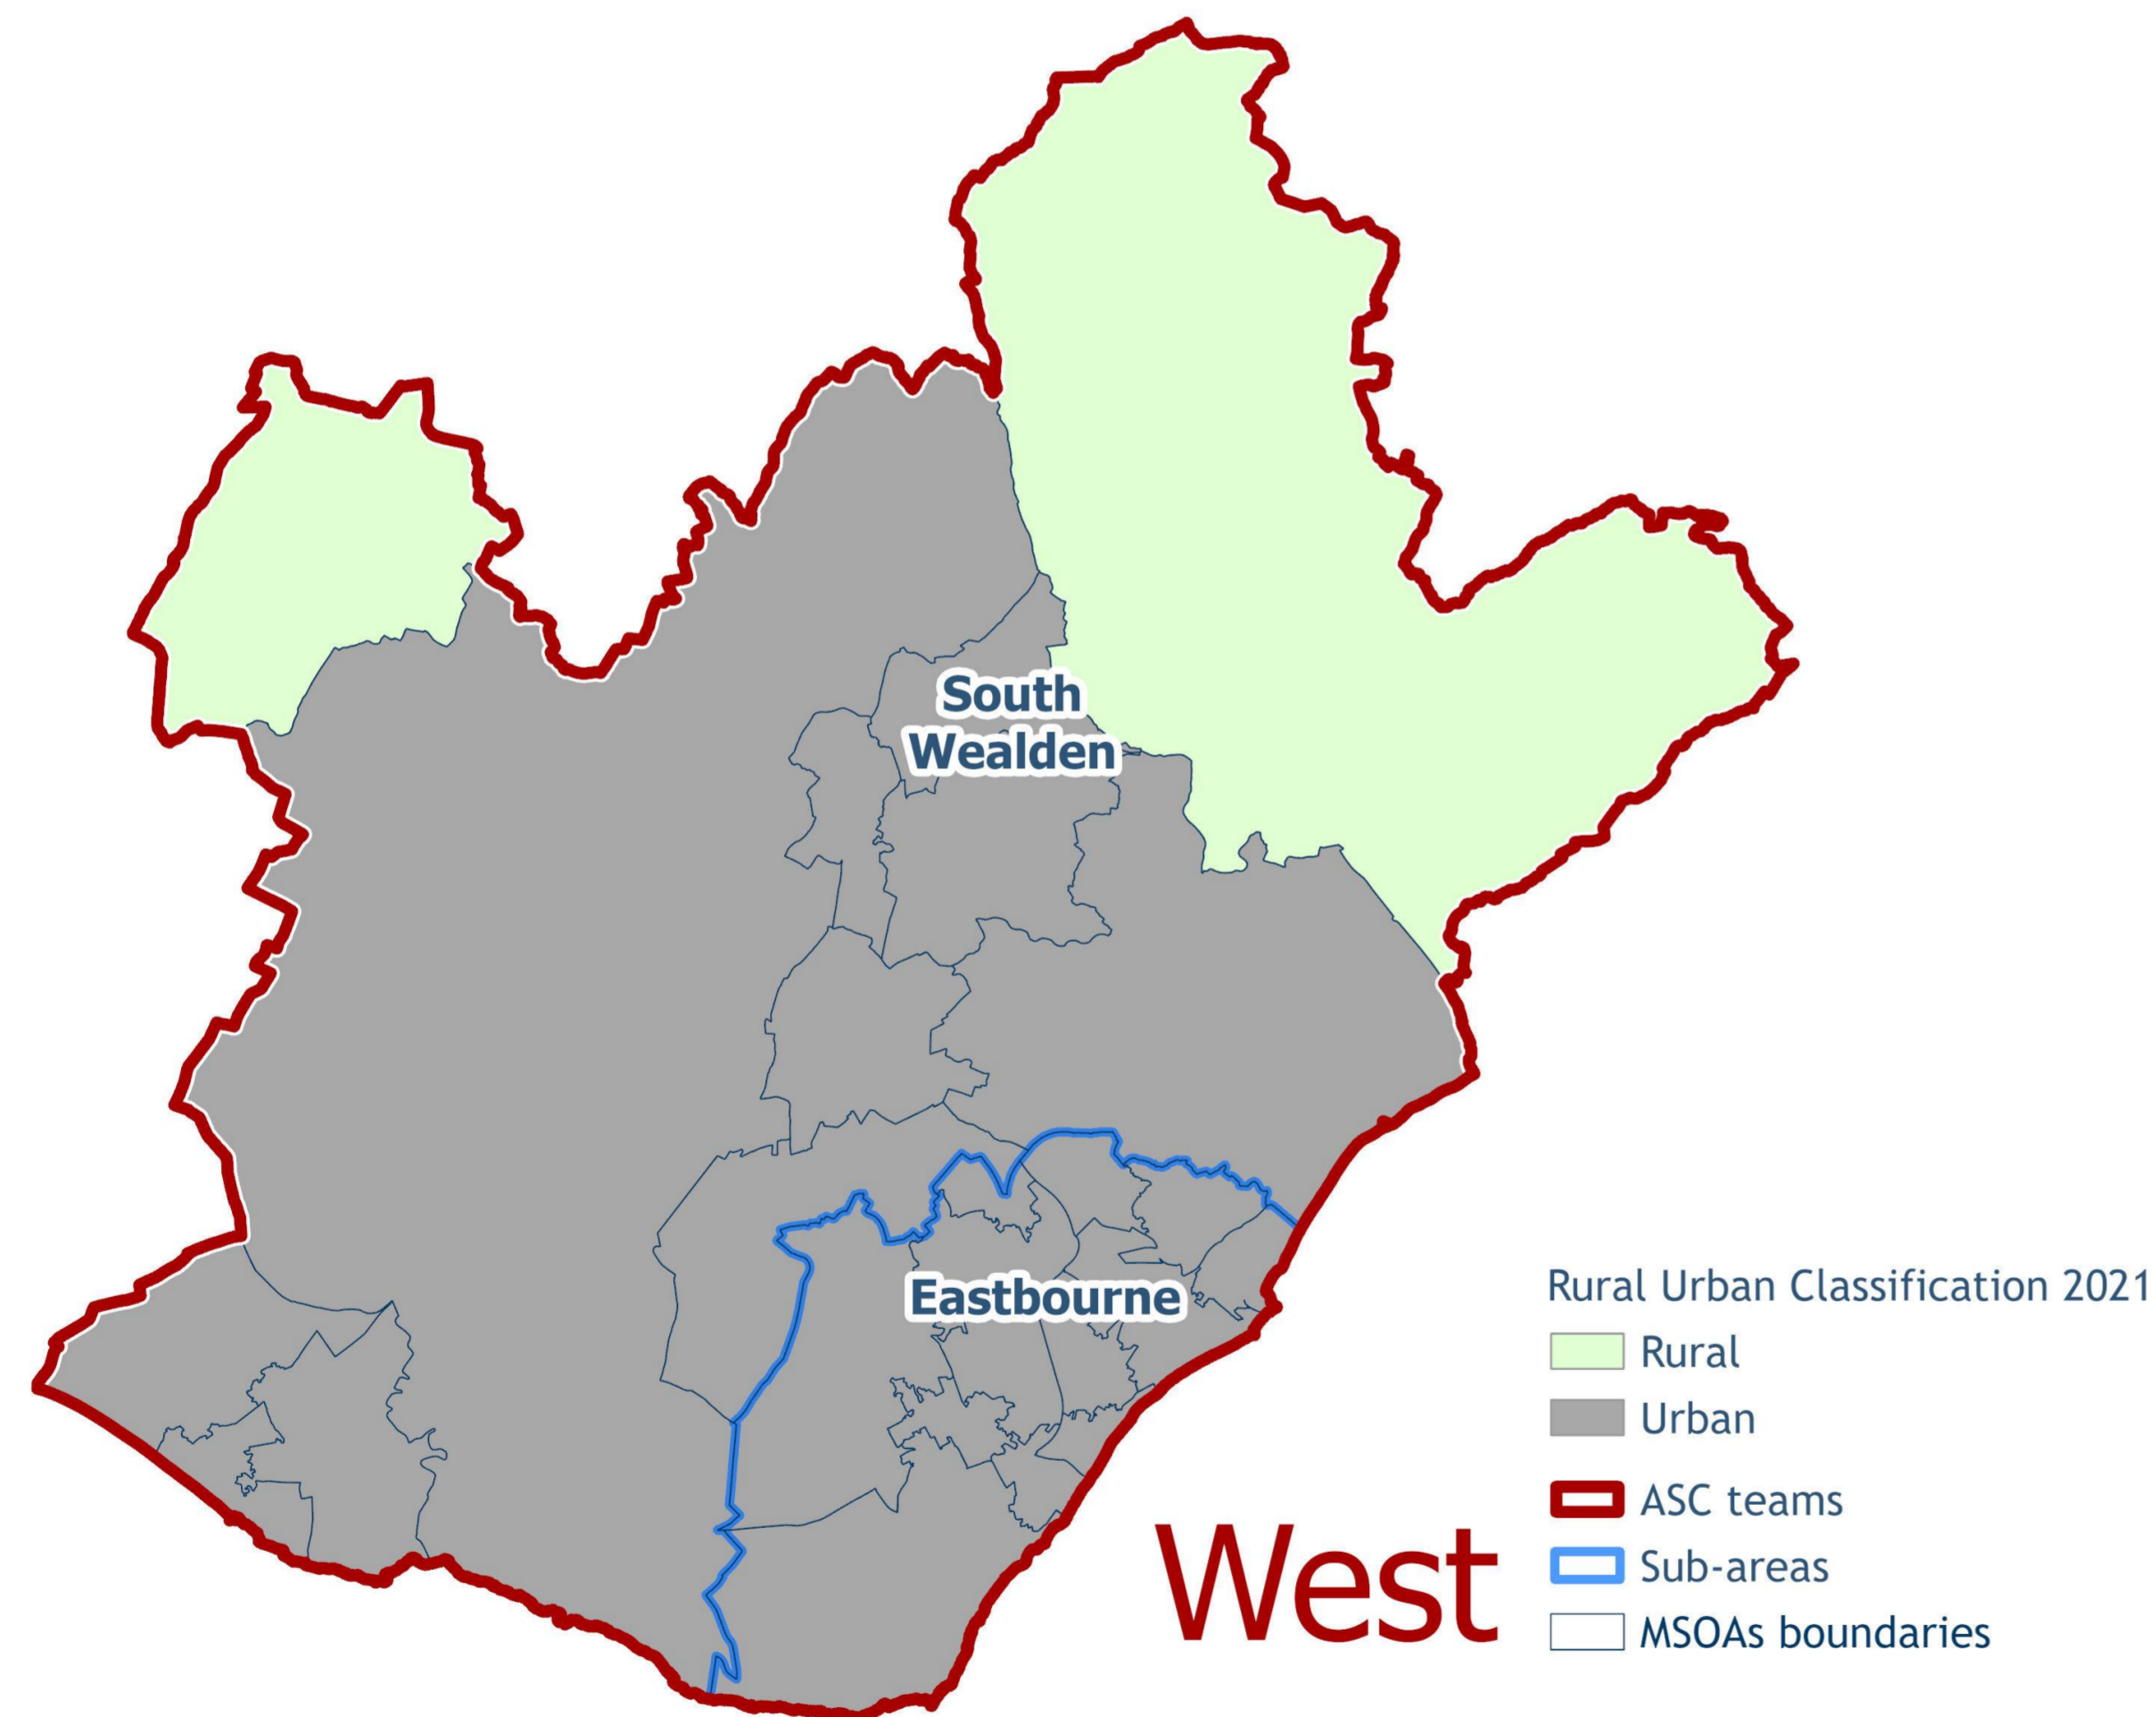 South
Wealden
Eastbourne
West
Rural Urban Classification 2021
Rural
Urban
ASC teams
Sub-areas
MSOAs boundaries